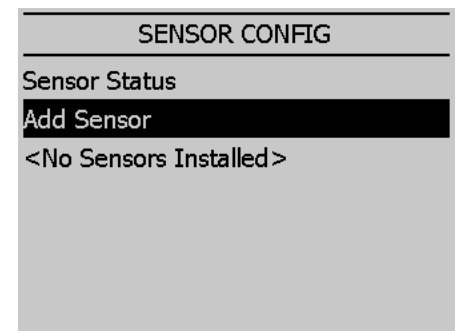 SENSOR CONFIG
Sensor Status
Add Sensor
<No Sensors Installed>